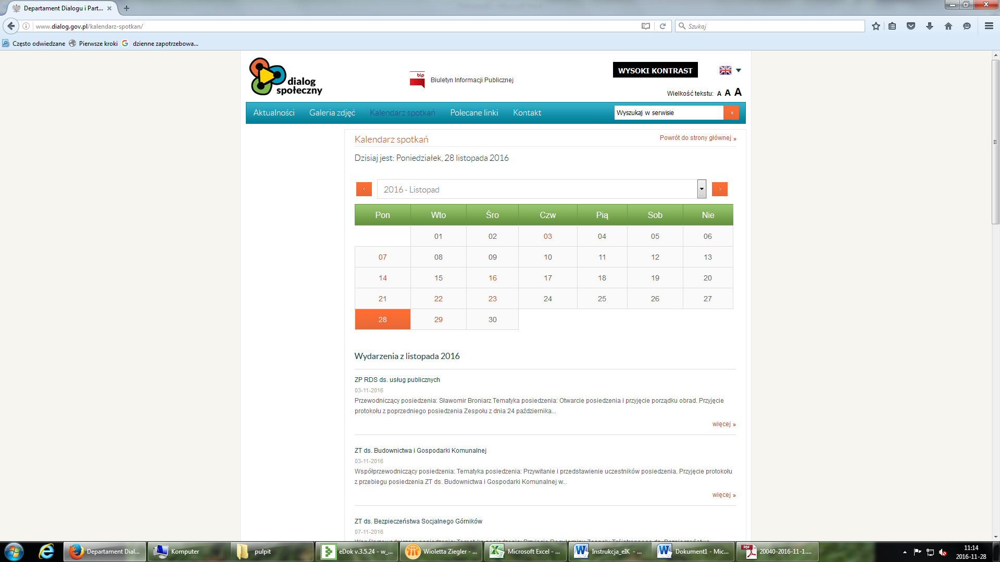 Departament Dialogu i Part...
www.dialog.gov.pl/kalendarz-spotkan/
Szukaj
Często odwiedzane
Pierwsze kroki
dzienne zapotrzebowa...
dialog
społeczny
bip
Biuletyn Informacji Publicznej
WYSOKI KONTRAST
Wielkość tekstu: A A A
Aktualności
Galeria zdjęć
Kalendarz spotkań
Polecane linki
Kontakt
Wyszukaj w serwisie
»
Kalendarz spotkań
Powrót do strony głównej »
Dzisiaj jest: Poniedziałek, 28 listopada 2016
‹
2016 - Listopad
›
Pon Wto Śro Czw Pią Sob Nie
01 02 03 04 05 06
07 08 09 10 11 12 13
14 15 16 17 18 19 20
21 22 23 24 25 26 27
28 29 30
Wydarzenia z listopada 2016
ZP RDS ds. usług publicznych
03-11-2016
Przewodniczący posiedzenia: Sławomir Broniarz Tematyka posiedzenia: Otwarcie posiedzenia i przyjęcie porządku obrad. Przyjęcie
protokołu z poprzedniego posiedzenia Zespołu z dnia 24 października...
więcej »
ZT ds. Budownictwa i Gospodarki Komunalnej
03-11-2016
Współprzewodniczący posiedzenia: Tematyka posiedzenia: Przywitanie i przedstawienie uczestników posiedzenia. Przyjęcie protokołu
z przebiegu posiedzenia ZT ds. Budownictwa i Gospodarki Komunalnej w...
więcej »
ZT ds. Bezpieczeństwa Socjalnego Górników
07-11-2016
Departament Dial...
Komputer
pulpit
eDok v.3.5.24 - w_...
Wioletta Ziegler - ...
Microsoft Excel - ...
Instrukcja_eIK - ...
Dokument1 - Mic...
PDF
20040-2016-11-1....
11:14
2016-11-28